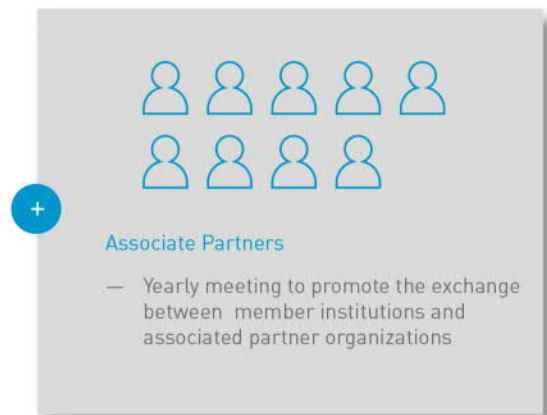 +
Associate Partners
— Yearly meeting to promote the exchange
between member institutions and
associated partner organizations